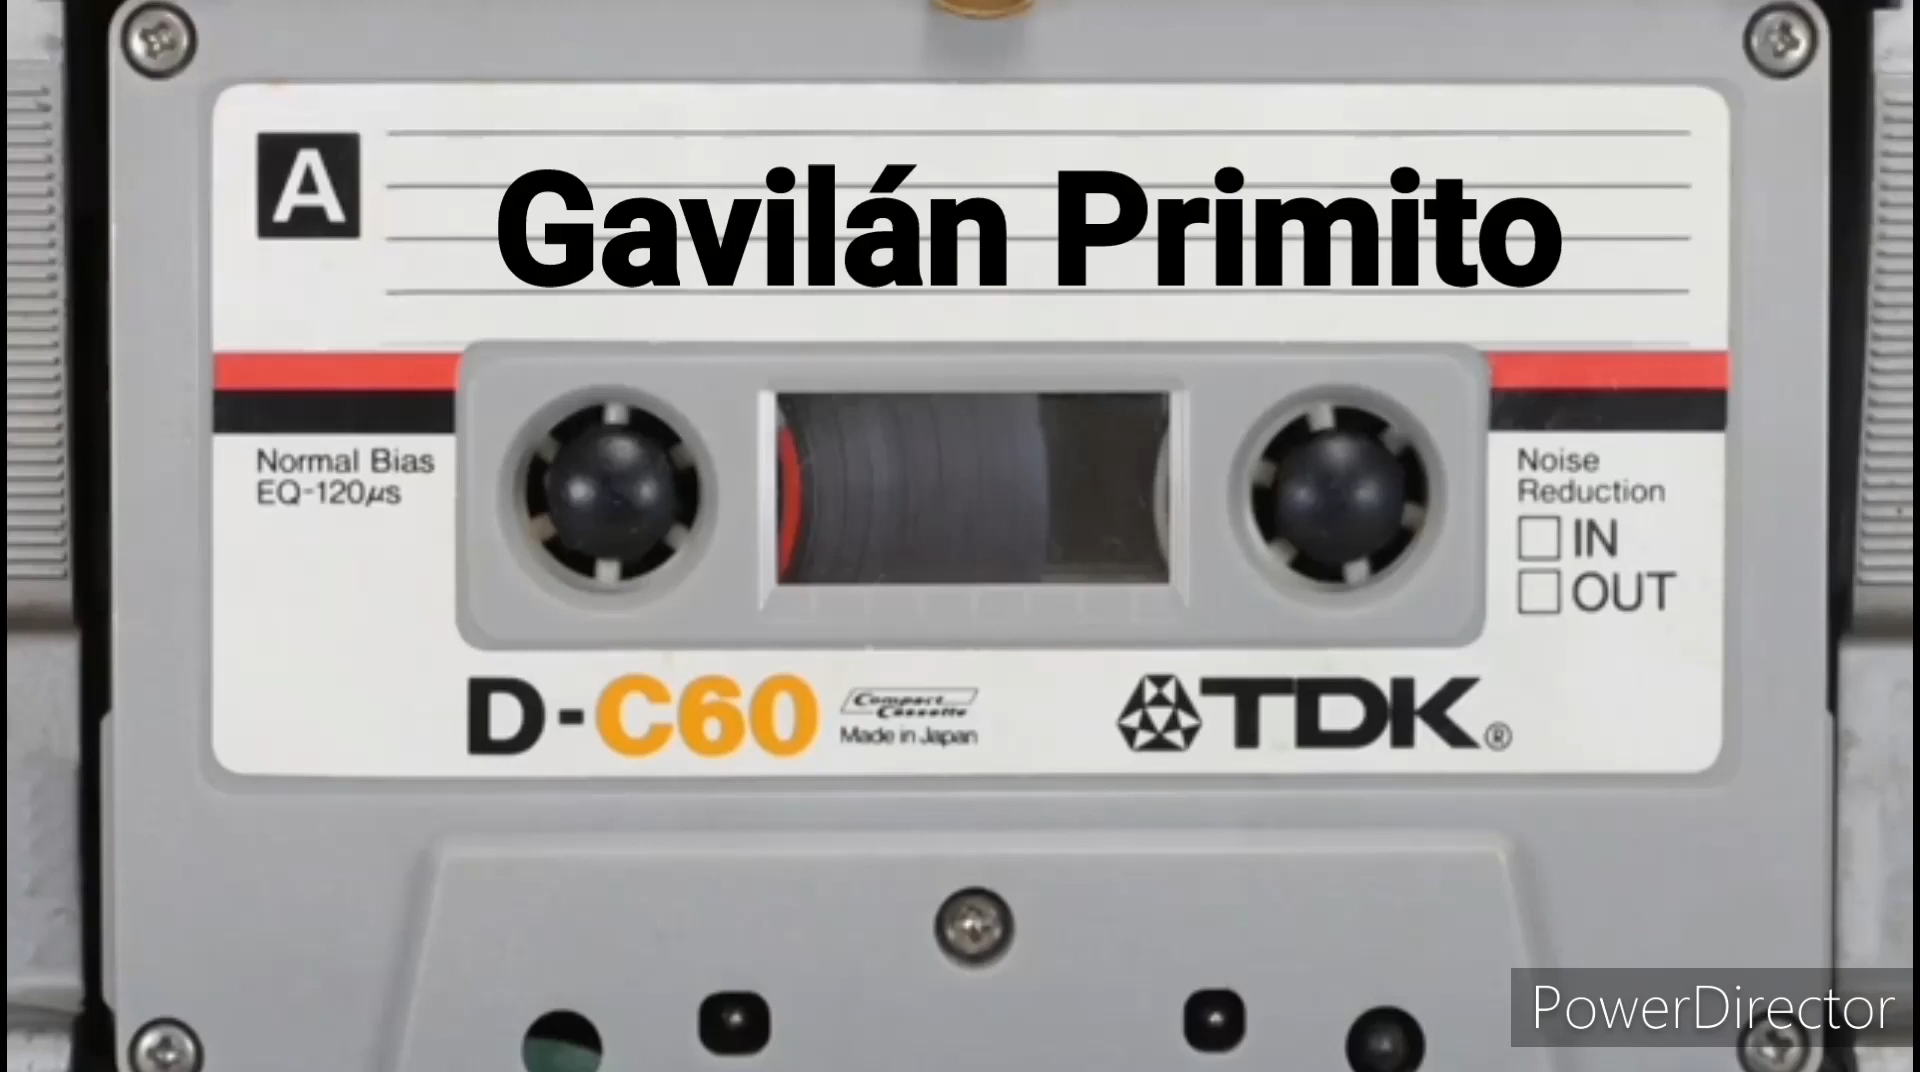 A
Gavilán Primito
Normal Bias
EQ-120µs
Noise
Reduction
IN
OUT
D-C60
Compact
Cassette
Made in Japan
TDK®
PowerDirector